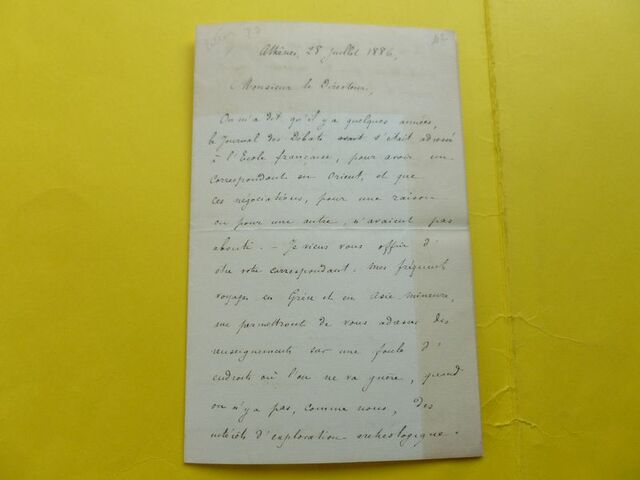 Athènes, 28 juillet 1886,
Monsieur le Directeur,
On m'a dit qu'il y a quelques années,
le Journal des Débats s'était adressé
à l'Ecole française, pour avoir un
correspondant en Orient, et que
ces négociations, pour une raison
ou pour une autre, n'avaient pas
abouti. – Je viens vous offrir d'
être votre correspondant. Mes fréquents
voyages en Grèce et en Asie mineure,
me permettront de vous adresser des
renseignements sur une foule d'
endroits où l'on ne va guère, quand
on n'y a pas, comme nous, des
intérêts d'exploration archéologique.